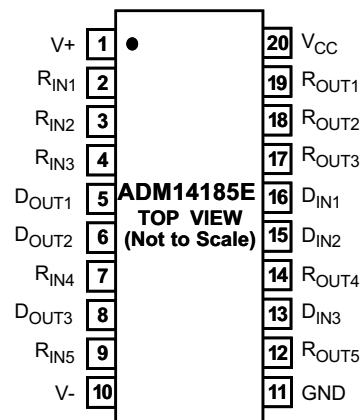 V+ 1 20 VCC
RIN1 2 19 ROUT1
RIN2 3 18 ROUT2
RIN3 4 17 ROUT3
DOUT1 5 ADM14185E 16 DIN1
TOP VIEW
DOUT2 6 (Not to Scale) 15 DIN2
RIN4 7 14 ROUT4
DOUT3 8 13 DIN3
RIN5 9 12 ROUT5
V- 10 11 GND